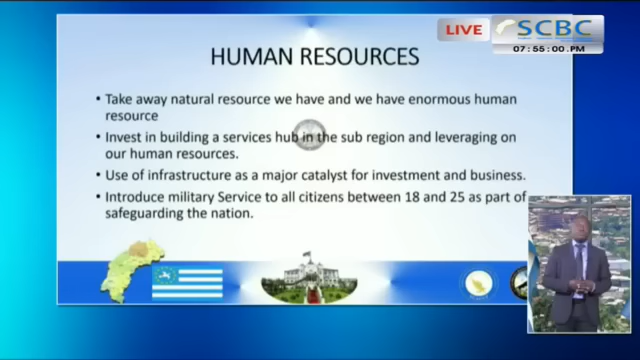 LIVE
SCBC
07:55:00 PM
HUMAN RESOURCES
• Take away natural resource we have and we have enormous human
resource
• Invest in building a services hub in the sub region and leveraging on
our human resources.
• Use of infrastructure as a major catalyst for investment and business.
• Introduce military Service to all citizens between 18 and 25 as part of
safeguarding the nation.